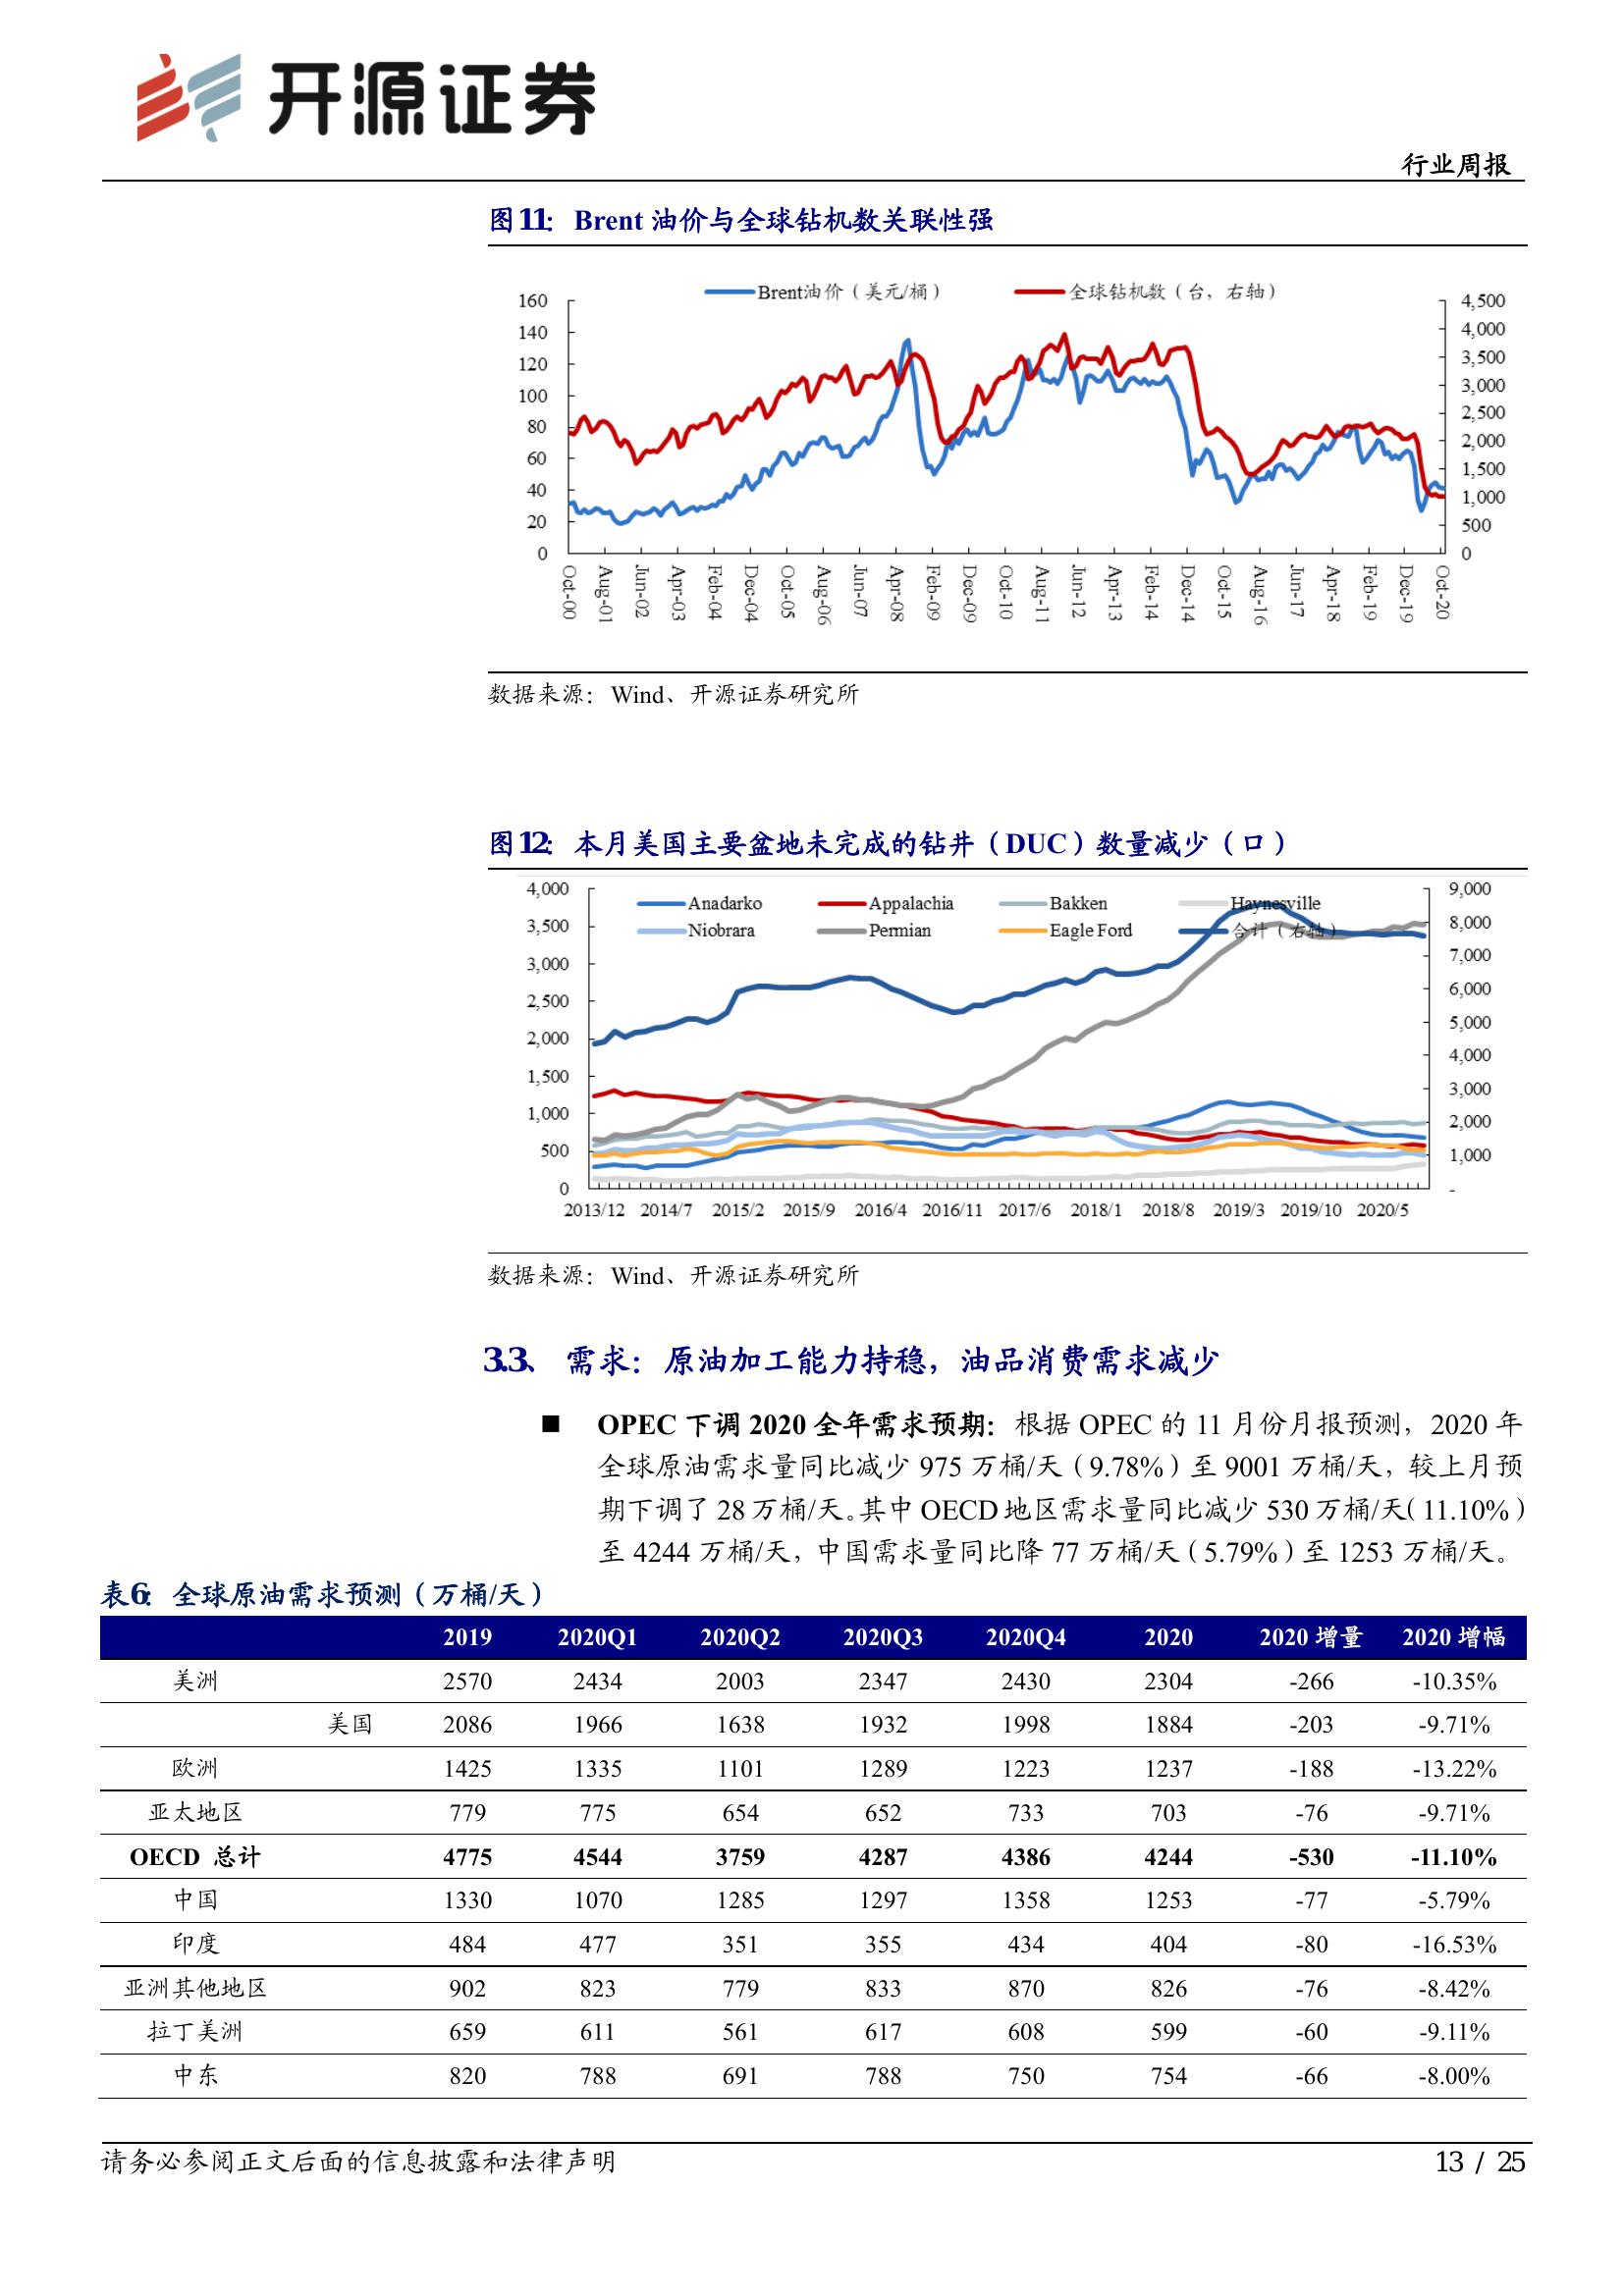 开源证券
行业周报
图11: Brent 油价与全球钻机数关联性强
Brent油价（美元/桶） 全球钻机数（台，右轴）
160 4,500
140 4,000
120 3,500
100 3,000
80 2,500
60 2,000
40 1,500
20 1,000
0 500
0
Oct-00 Aug-01 Jun-02 Apr-03 Feb-04 Dec-04 Oct-05 Aug-06 Jun-07 Apr-08 Feb-09 Dec-09 Oct-10 Aug-11 Jun-12 Apr-13 Feb-14 Dec-14 Oct-15 Aug-16 Jun-17 Apr-18 Feb-19 Dec-19 Oct-20
数据来源：Wind、开源证券研究所
图12: 本月美国主要盆地未完成的钻井（DUC）数量减少（口）
Anadarko Appalachia Bakken Haynesville
Niobrara Permian Eagle Ford 合计（右轴）
4,000 9,000
3,500 8,000
3,000 7,000
2,500 6,000
2,000 5,000
1,500 4,000
1,000 3,000
500 2,000
0 1,000
-
2013/12 2014/7 2015/2 2015/9 2016/4 2016/11 2017/6 2018/1 2018/8 2019/3 2019/10 2020/5
数据来源：Wind、开源证券研究所
3.3、 需求：原油加工能力持稳，油品消费需求减少
■ OPEC 下调 2020 全年需求预期：根据 OPEC 的 11 月份月报预测，2020 年
全球原油需求量同比减少 975 万桶/天（9.78%）至 9001 万桶/天，较上月预
期下调了 28 万桶/天。其中 OECD 地区需求量同比减少 530 万桶/天（11.10%）
至 4244 万桶/天，中国需求量同比降 77 万桶/天（5.79%）至 1253 万桶/天。
表6: 全球原油需求预测（万桶/天）
2019 2020Q1 2020Q2 2020Q3 2020Q4 2020 2020 增量 2020 增幅
美洲 2570 2434 2003 2347 2430 2304 -266 -10.35%
美国 2086 1966 1638 1932 1998 1884 -203 -9.71%
欧洲 1425 1335 1101 1289 1223 1237 -188 -13.22%
亚太地区 779 775 654 652 733 703 -76 -9.71%
OECD 总计 4775 4544 3759 4287 4386 4244 -530 -11.10%
中国 1330 1070 1285 1297 1358 1253 -77 -5.79%
印度 484 477 351 355 434 404 -80 -16.53%
亚洲其他地区 902 823 779 833 870 826 -76 -8.42%
拉丁美洲 659 611 561 617 608 599 -60 -9.11%
中东 820 788 691 788 750 754 -66 -8.00%
请务必参阅正文后面的信息披露和法律声明 13 / 25